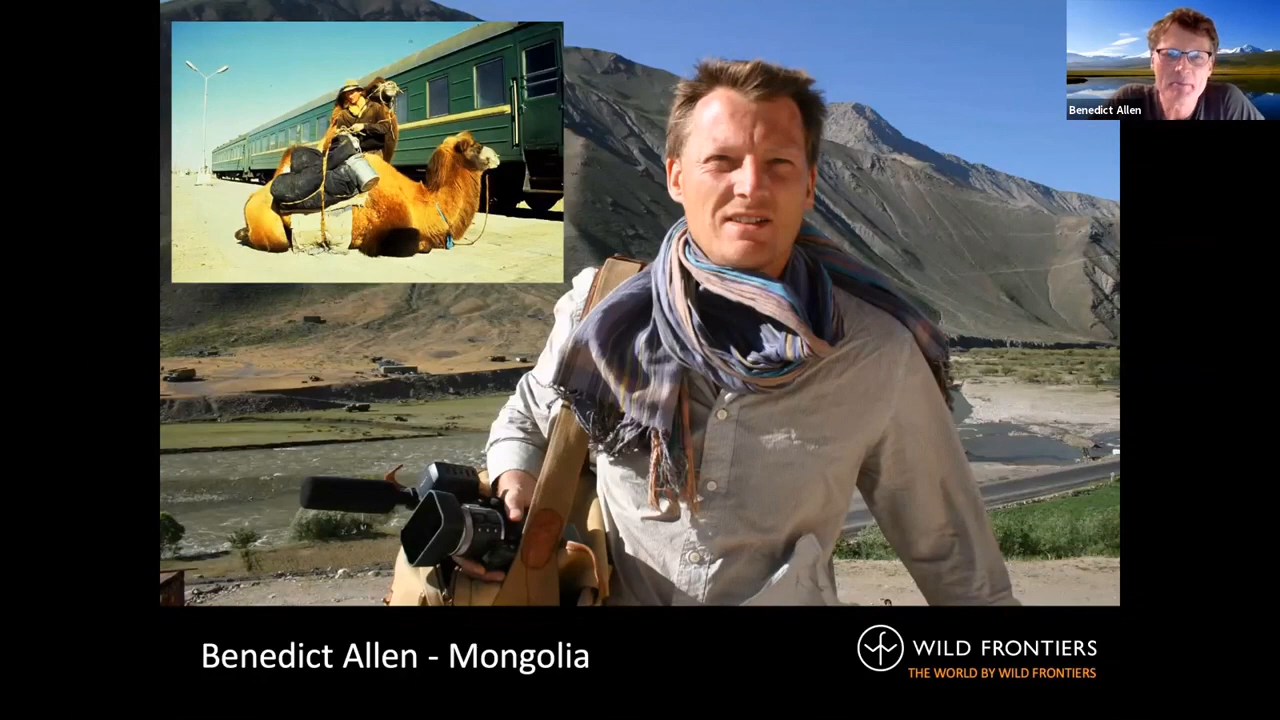 Benedict Allen
Benedict Allen - Mongolia
WILD FRONTIERS
THE WORLD BY WILD FRONTIERS